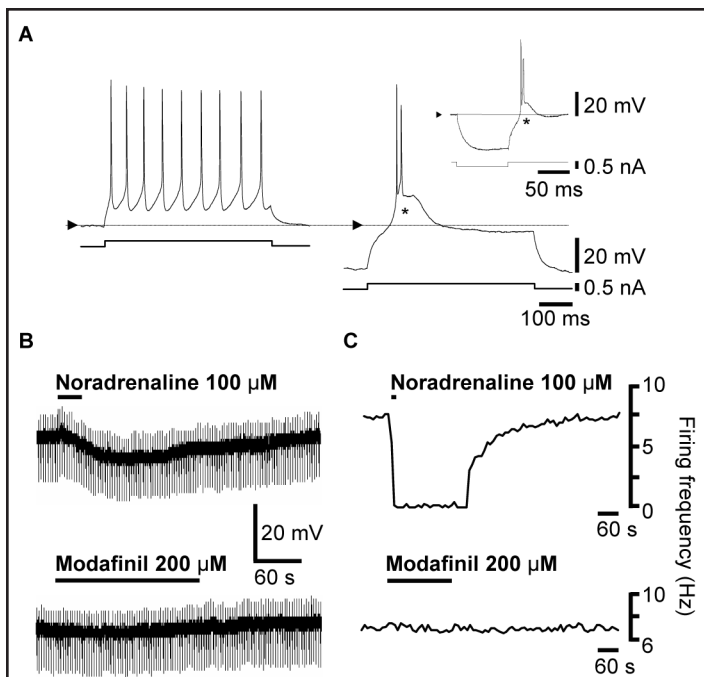 A
20 mV
*
0.5 nA
50 ms
*
20 mV
0.5 nA
100 ms
B
C
Noradrenaline 100 µM
20 mV
60 s
Modafinil 200 µM
Noradrenaline 100 µM
10
5
0
60 s
Modafinil 200 µM
10
6
60 s
Firing frequency (Hz)